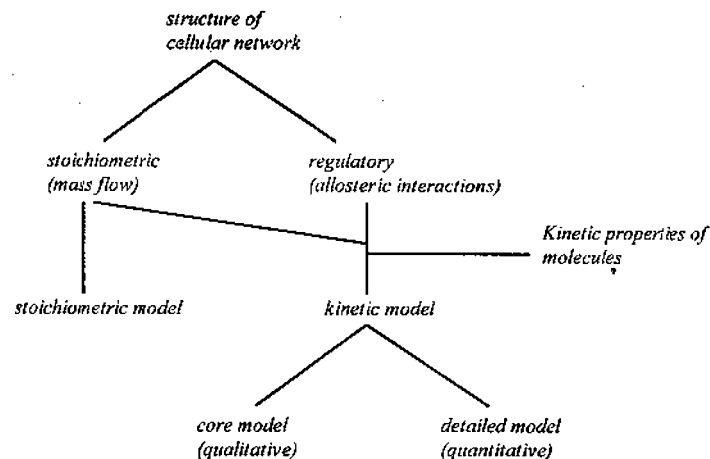 structure of
cellular network
stoichiometric
(mass flow)
regulatory
(allosteric interactions)
Kinetic properties of
molecules
stoichiometric model
kinetic model
core model
(qualitative)
detailed model
(quantitative)